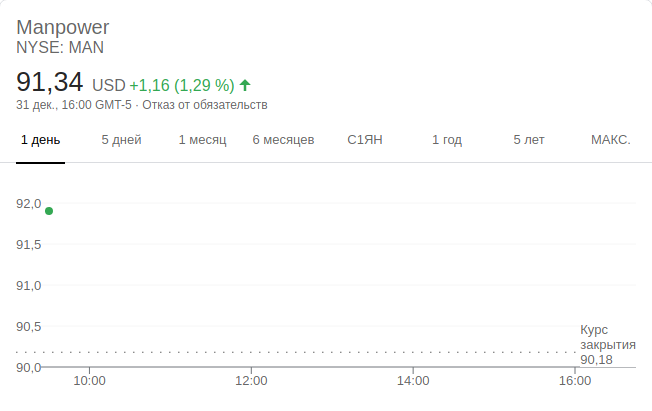 Manpower
NYSE: MAN
91,34 USD +1,16 (1,29 %)
31 дек., 16:00 GMT-5 · Отказ от обязательств
1 день 5 дней 1 месяц 6 месяцев С1ЯН 1 год 5 лет МАКС.
92,0
91,5
91,0
90,5
90,0
Курс
закрытия
90,18
10:00 12:00 14:00 16:00